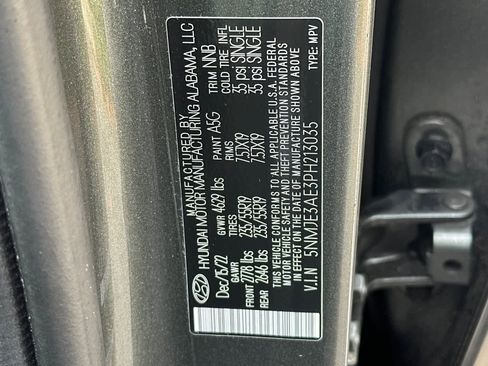 MANUFACTURED BY
HYUNDAI MOTOR MANUFACTURING ALABAMA, LLC
Dec/15/22 GVWR 4629 lbs PAINT A5G TRIM NNB
GAWR TIRES RIMS COLD TIRE INFL
FRONT 2778 lbs 235/55R19 7.5JX19 35 psi SINGLE
REAR 2646 lbs 235/55R19 7.5JX19 35 psi SINGLE
THIS VEHICLE CONFORMS TO ALL APPLICABLE U.S.A. FEDERAL
MOTOR VEHICLE SAFETY AND THEFT PREVENTION STANDARDS
IN EFFECT ON THE DATE OF MANUFACTURE SHOWN ABOVE.
V.I.N 5NMJE3AE3PH213035 TYPE: MPV